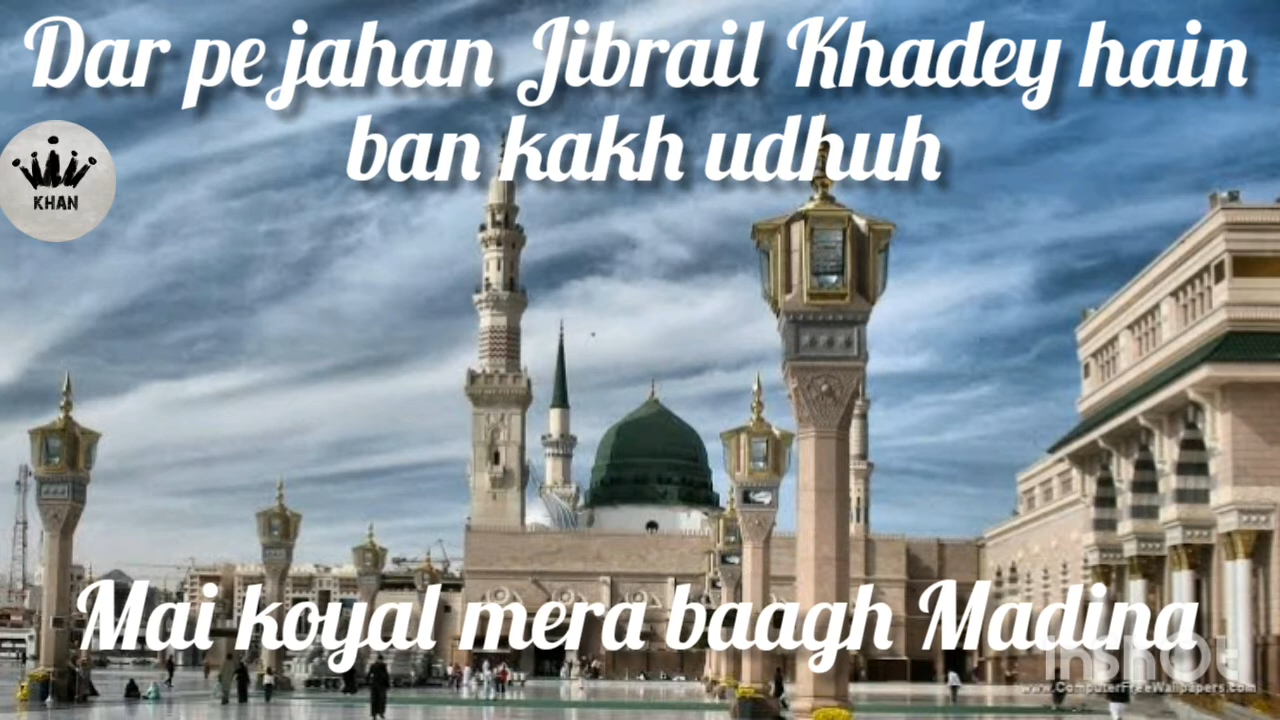 Dar pe jahan Jibrail Khadey hain
ban kakh udhuh
KHAN
Mai koyal mera baagh Madina
InShOt
www.ComputerFreeWallpapers.com